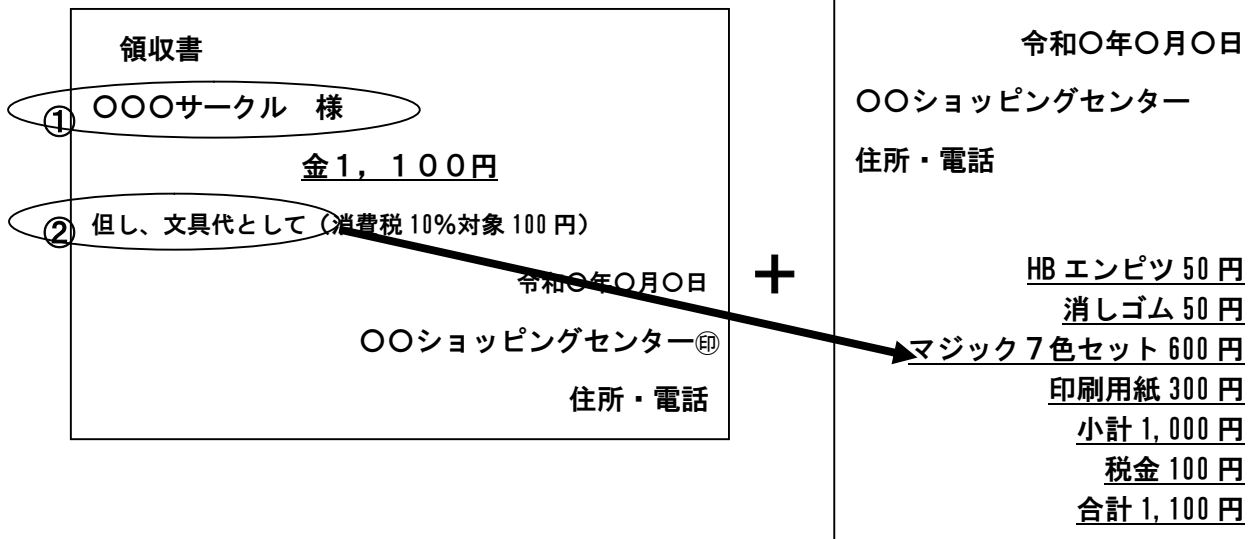 領収書
① 〇〇〇サークル　様
金１，１００円
② 但し、文具代として（消費税10%対象100円）
令和〇年〇月〇日
〇〇ショッピングセンター㊞
住所・電話
＋
令和〇年〇月〇日
〇〇ショッピングセンター
住所・電話
HBエンピツ50円
消しゴム50円
マジック７色セット600円
印刷用紙300円
小計1,000円
税金100円
合計1,100円